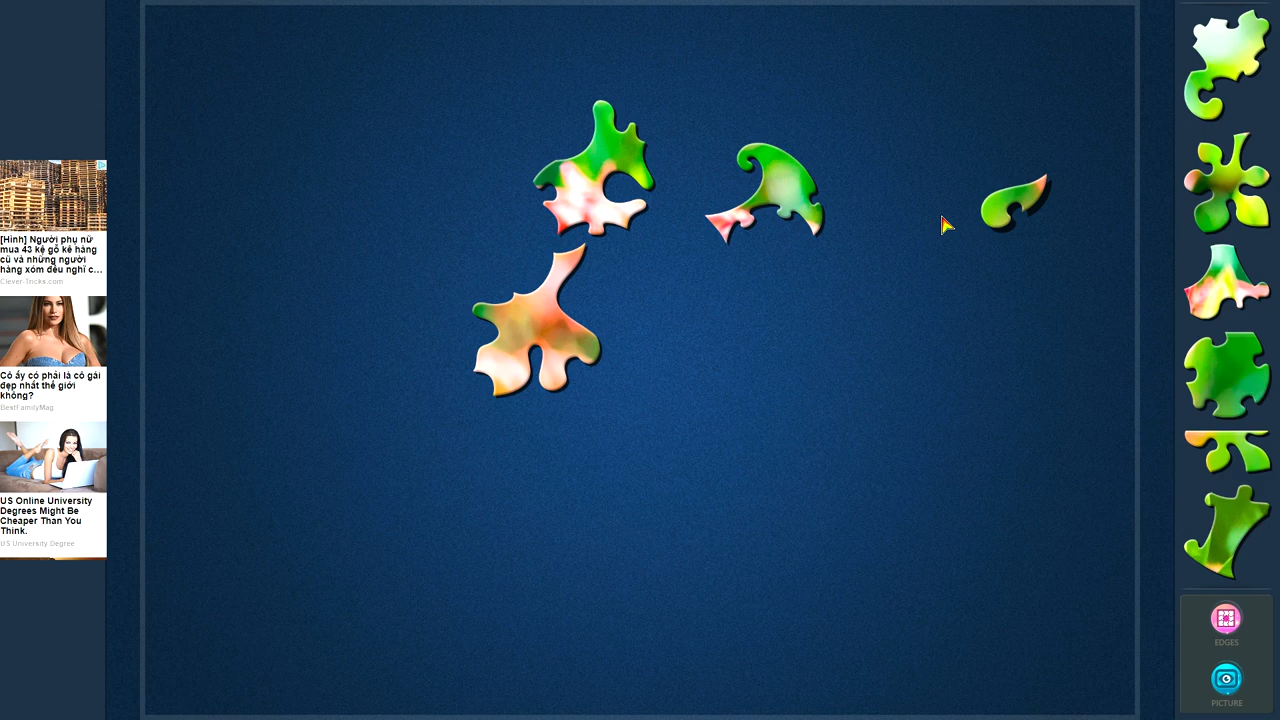 [Hinh] Người phụ nữ
mua 43 kệ gỗ kê hàng
cũ và những người
hàng xóm đều nghĩ c...
Clever-Tricks.com
Cô ấy có phải là cô gái
đẹp nhất thế giới
không?
BestFamilyMag
US Online University
Degrees Might Be
Cheaper Than You
Think.
US University Degree
EDGES
PICTURE